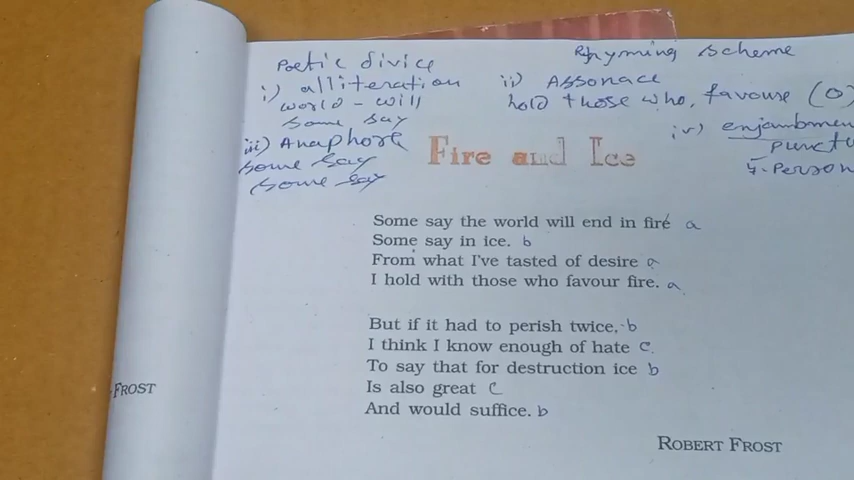 Poetic divice
i) alliteration
world - will
some say
iii) Anaphore
some say
some say
Rhyming scheme
ii) Assonace
hold those who, favour (o)
iv) enjambmen
punctu
5. Person
Fire and Ice
Some say the world will end in fire a
Some say in ice. b
From what I've tasted of desire a
I hold with those who favour fire. a
But if it had to perish twice, b
I think I know enough of hate c.
To say that for destruction ice b
Is also great c
And would suffice. b
ROBERT FROST
FROST